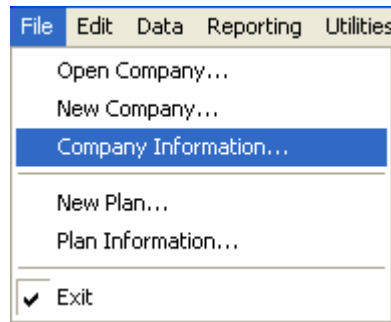 File Edit Data Reporting Utilities
Open Company...
New Company...
Company Information...
New Plan...
Plan Information...
Exit